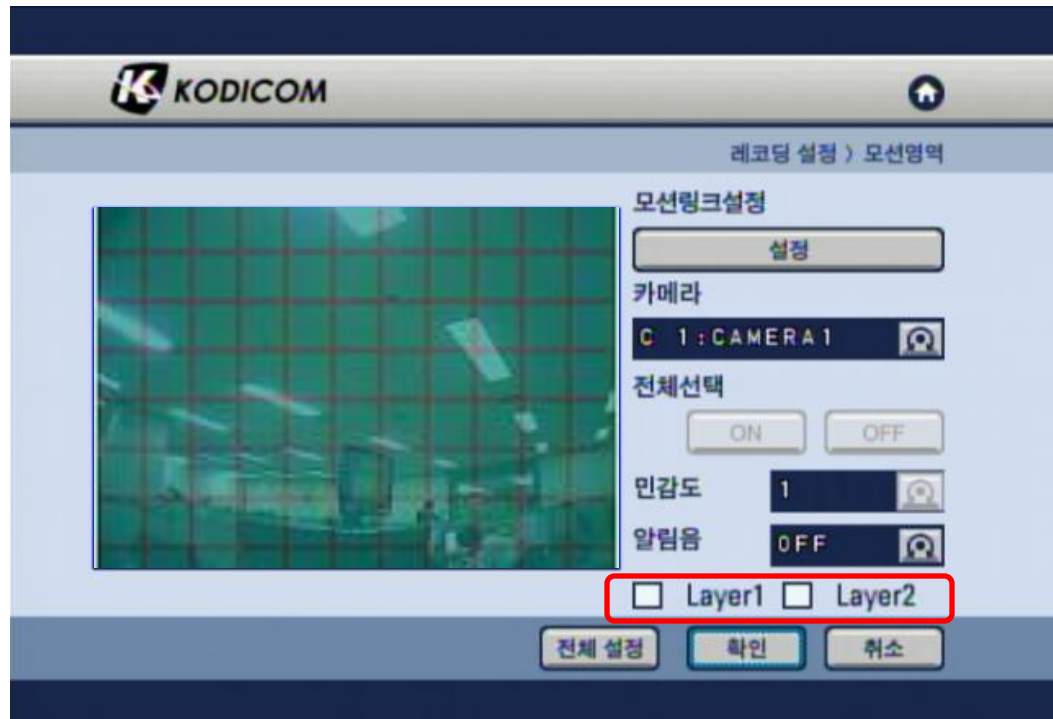 KODICOM
레코딩 설정 > 모션영역
모션링크설정
설정
카메라
C 1:CAMERA1
전체선택
ON OFF
민감도 1
알림음 OFF
Layer1 Layer2
전체 설정 확인 취소